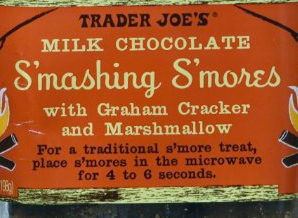 TRADER JOE'S®
MILK CHOCOLATE
S'mashing S'mores
with Graham Cracker
and Marshmallow
For a traditional s'more treat,
place s'mores in the microwave
for 4 to 6 seconds.